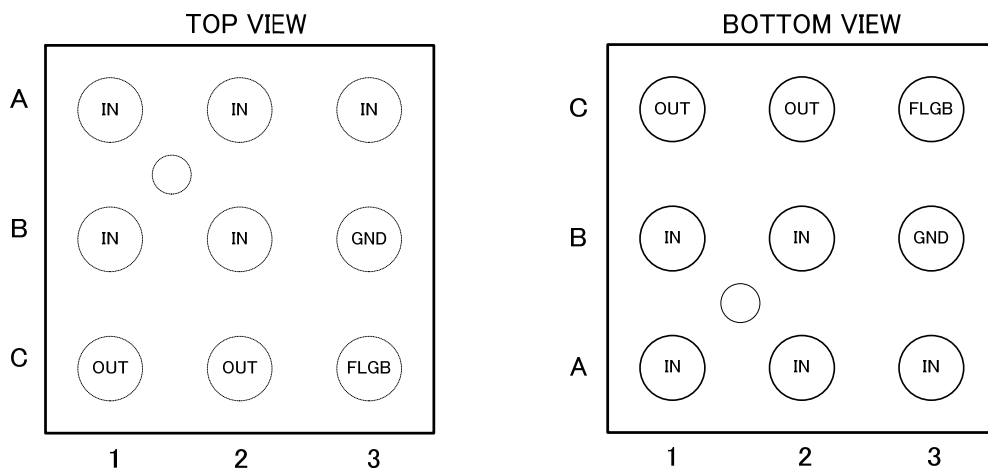 TOP VIEW
A IN IN IN
B IN IN GND
C OUT OUT FLGB
1 2 3
BOTTOM VIEW
C OUT OUT FLGB
B IN IN GND
A IN IN IN
1 2 3